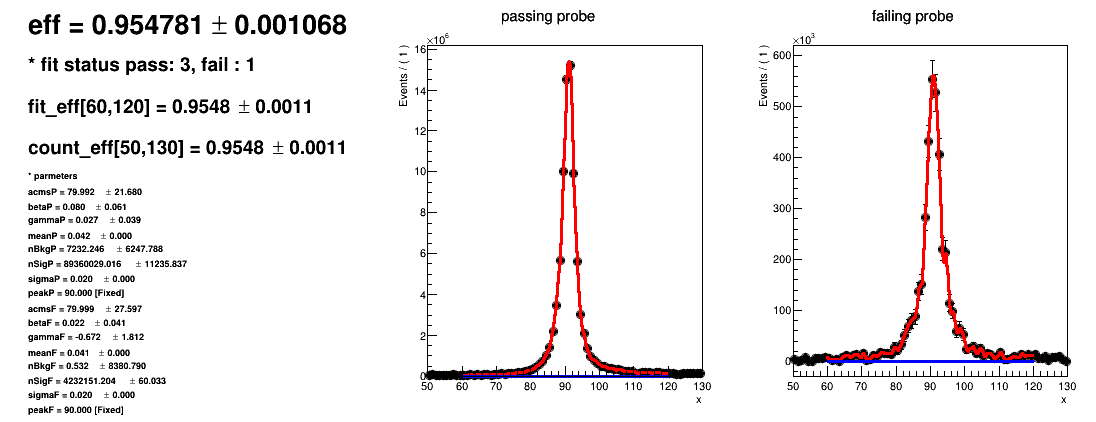 eff = 0.954781 ± 0.001068
* fit status pass: 3, fail : 1
fit_eff[60,120] = 0.9548 ± 0.0011
count_eff[50,130] = 0.9548 ± 0.0011
* parmeters
acmsP = 79.992 ± 21.680
betaP = 0.080 ± 0.061
gammaP = 0.027 ± 0.039
meanP = 0.042 ± 0.000
nBkgP = 7232.246 ± 6247.788
nSigP = 89360029.016 ± 11235.837
sigmaP = 0.020 ± 0.000
peakP = 90.000 [Fixed]
acmsF = 79.999 ± 27.597
betaF = 0.022 ± 0.041
gammaF = -0.672 ± 1.812
meanF = 0.041 ± 0.000
nBkgF = 0.532 ± 8380.790
nSigF = 4232151.204 ± 60.033
sigmaF = 0.020 ± 0.000
peakF = 90.000 [Fixed]
passing probe
×10⁶
Events / ( 1 )
16
14
12
10
8
6
4
2
0
50 60 70 80 90 100 110 120 130
x
failing probe
×10³
Events / ( 1 )
600
500
400
300
200
100
0
50 60 70 80 90 100 110 120 130
x